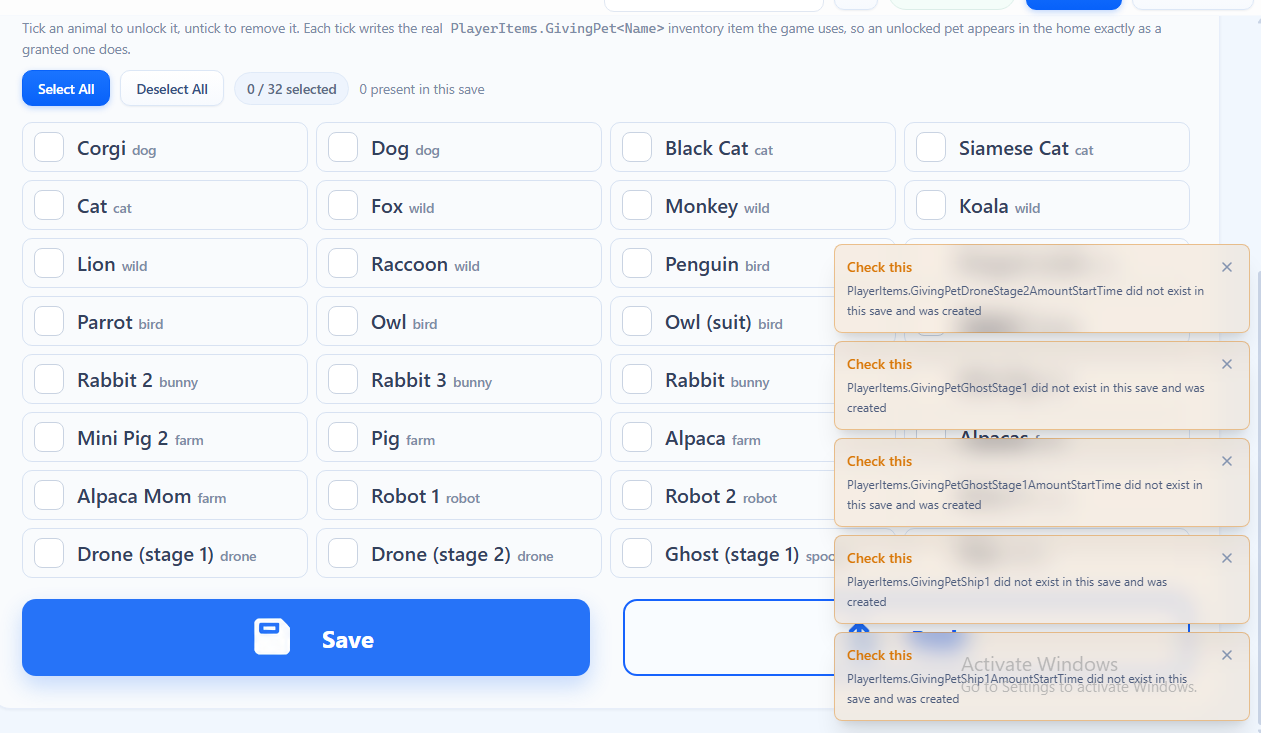 Tick an animal to unlock it, untick to remove it. Each tick writes the real PlayerItems.GivingPet<Name> inventory item the game uses, so an unlocked pet appears in the home exactly as a
granted one does.
Select All Deselect All 0 / 32 selected 0 present in this save
Corgi dog Dog dog Black Cat cat Siamese Cat cat
Cat cat Fox wild Monkey wild Koala wild
Lion wild Raccoon wild Penguin bird
Parrot bird Owl bird Owl (suit) bird
Rabbit 2 bunny Rabbit 3 bunny Rabbit bunny
Mini Pig 2 farm Pig farm Alpaca farm Alpacas
Alpaca Mom farm Robot 1 robot Robot 2 robot
Drone (stage 1) drone Drone (stage 2) drone Ghost (stage 1) spoo
Save
Check this
PlayerItems.GivingPetDroneStage2AmountStartTime did not exist in
this save and was created
Check this
PlayerItems.GivingPetGhostStage1 did not exist in this save and was
created
Check this
PlayerItems.GivingPetGhostStage1AmountStartTime did not exist in
this save and was created
Check this
PlayerItems.GivingPetShip1 did not exist in this save and was
created
Check this
PlayerItems.GivingPetShip1AmountStartTime did not exist in this
save and was created
Activate Windows
Go to Settings to activate Windows.